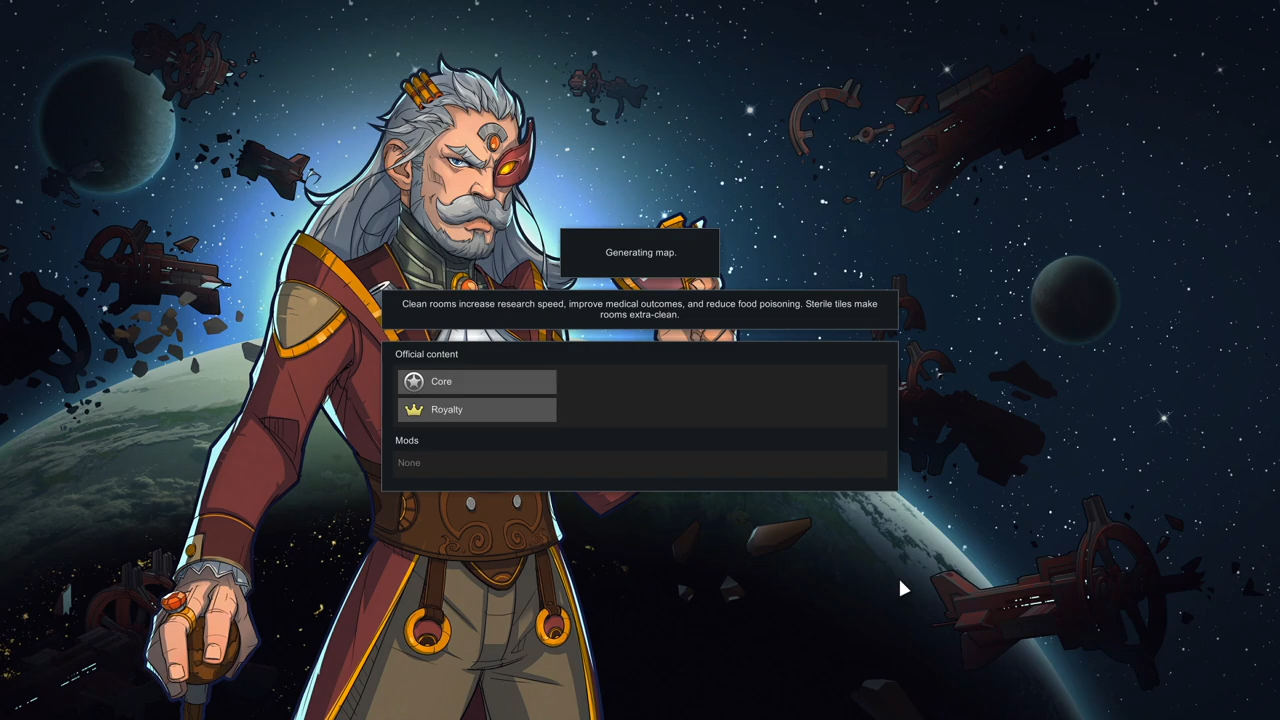 Generating map.
Clean rooms increase research speed, improve medical outcomes, and reduce food poisoning. Sterile tiles make
rooms extra-clean.
Official content
Core
Royalty
Mods
None